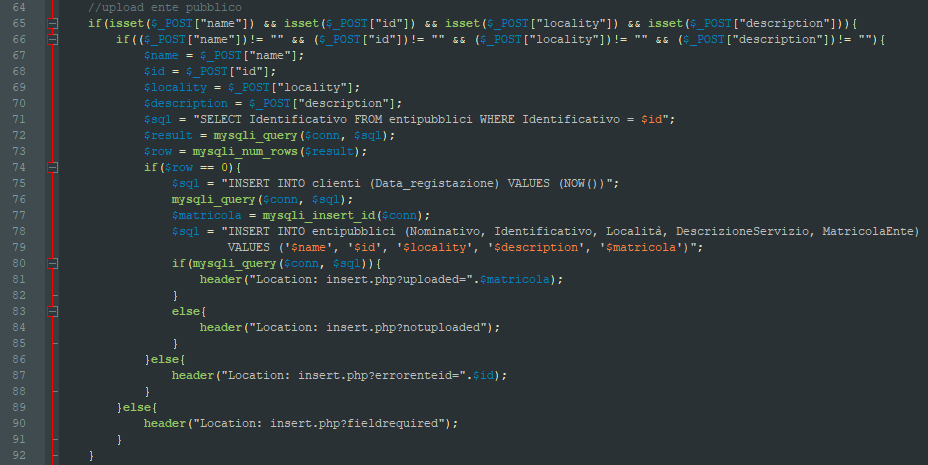 64 //upload ente pubblico
65 if(isset($_POST["name"]) && isset($_POST["id"]) && isset($_POST["locality"]) && isset($_POST["description"])){
66 if(($_POST["name"])!= "" && ($_POST["id"])!= "" && ($_POST["locality"])!= "" && ($_POST["description"])!= ""){
67 $name = $_POST["name"];
68 $id = $_POST["id"];
69 $locality = $_POST["locality"];
70 $description = $_POST["description"];
71 $sql = "SELECT Identificativo FROM entipubblici WHERE Identificativo = $id";
72 $result = mysqli_query($conn, $sql);
73 $row = mysqli_num_rows($result);
74 if($row == 0){
75 $sql = "INSERT INTO clienti (Data_registazione) VALUES (NOW())";
76 mysqli_query($conn, $sql);
77 $matricola = mysqli_insert_id($conn);
78 $sql = "INSERT INTO entipubblici (Nominativo, Identificativo, Località, DescrizioneServizio, MatricolaEnte)
79 VALUES ('$name', '$id', '$locality', '$description', '$matricola')";
80 if(mysqli_query($conn, $sql)){
81 header("Location: insert.php?uploaded=".$matricola);
82 }
83 else{
84 header("Location: insert.php?notuploaded");
85 }
86 }else{
87 header("Location: insert.php?errorenteid=".$id);
88 }
89 }else{
90 header("Location: insert.php?fieldrequired");
91 }
92 }